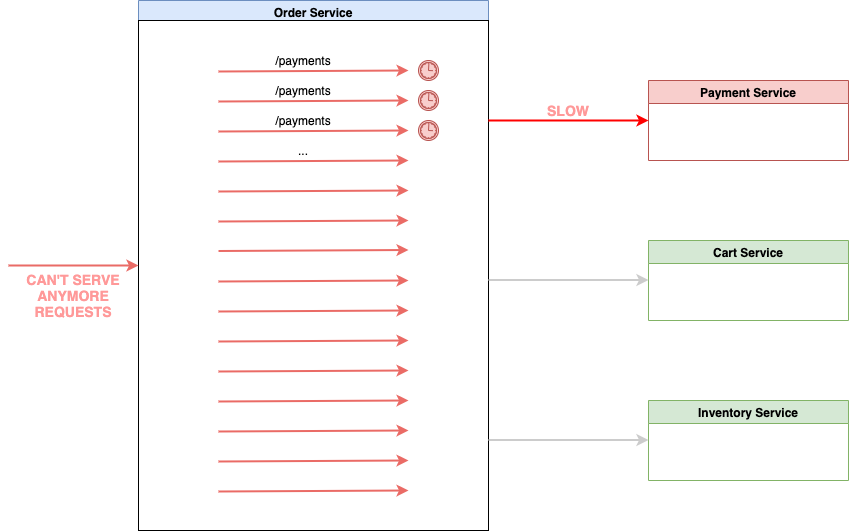 Order Service
/payments
/payments
/payments
...
CAN'T SERVE
ANYMORE
REQUESTS
SLOW
Payment Service
Cart Service
Inventory Service